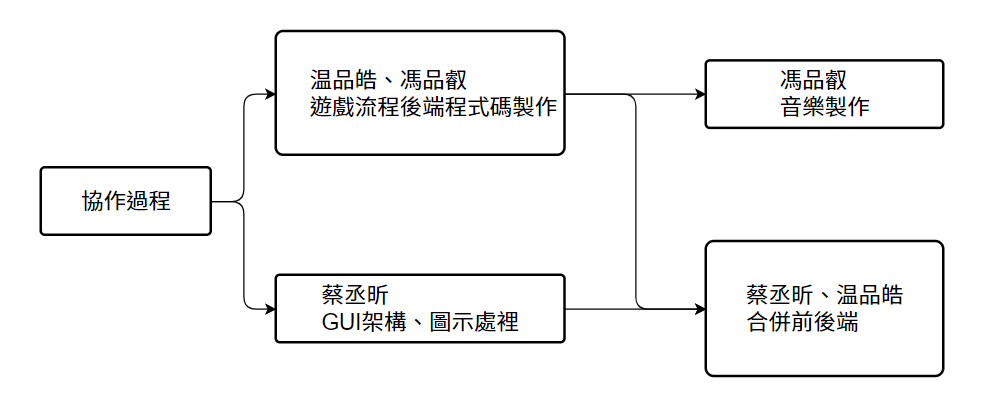 協作過程
温品皓、馮品叡
遊戲流程後端程式碼製作
蔡丞昕
GUI架構、圖示處裡
馮品叡
音樂製作
蔡丞昕、温品皓
合併前後端